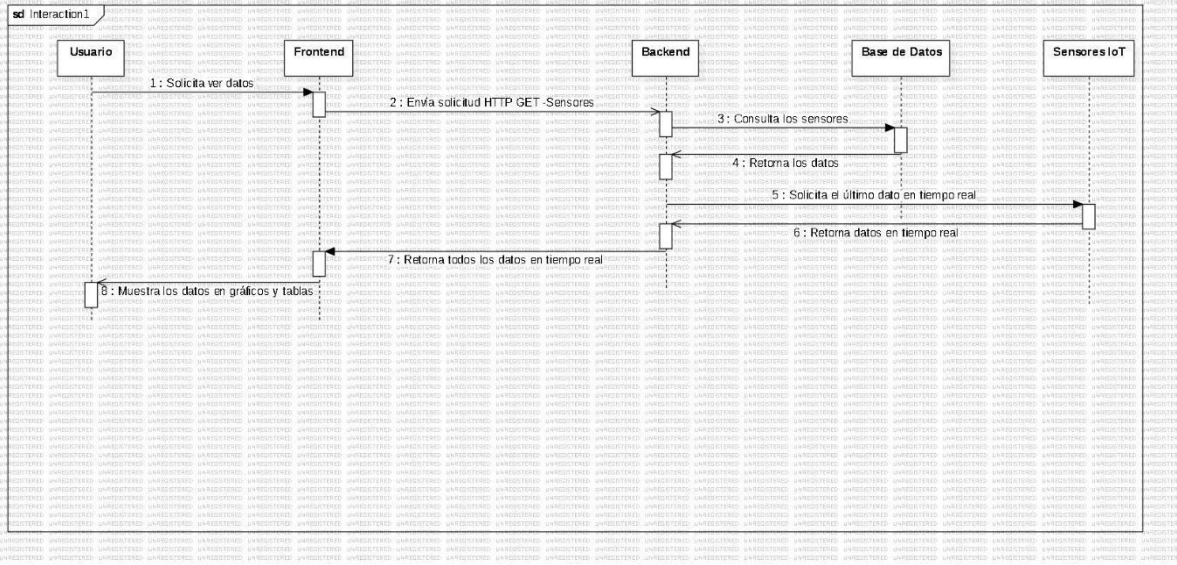 sd Interaction1
Usuario
Frontend
Backend
Base de Datos
Sensores IoT
1 : Solicita ver datos
2 : Envía solicitud HTTP GET -Sensores
3 : Consulta los sensores
4 : Retorna los datos
5 : Solicita el último dato en tiempo real
6 : Retorna datos en tiempo real
7 : Retorna todos los datos en tiempo real
8 : Muestra los datos en gráficos y tablas
UNREGISTERED